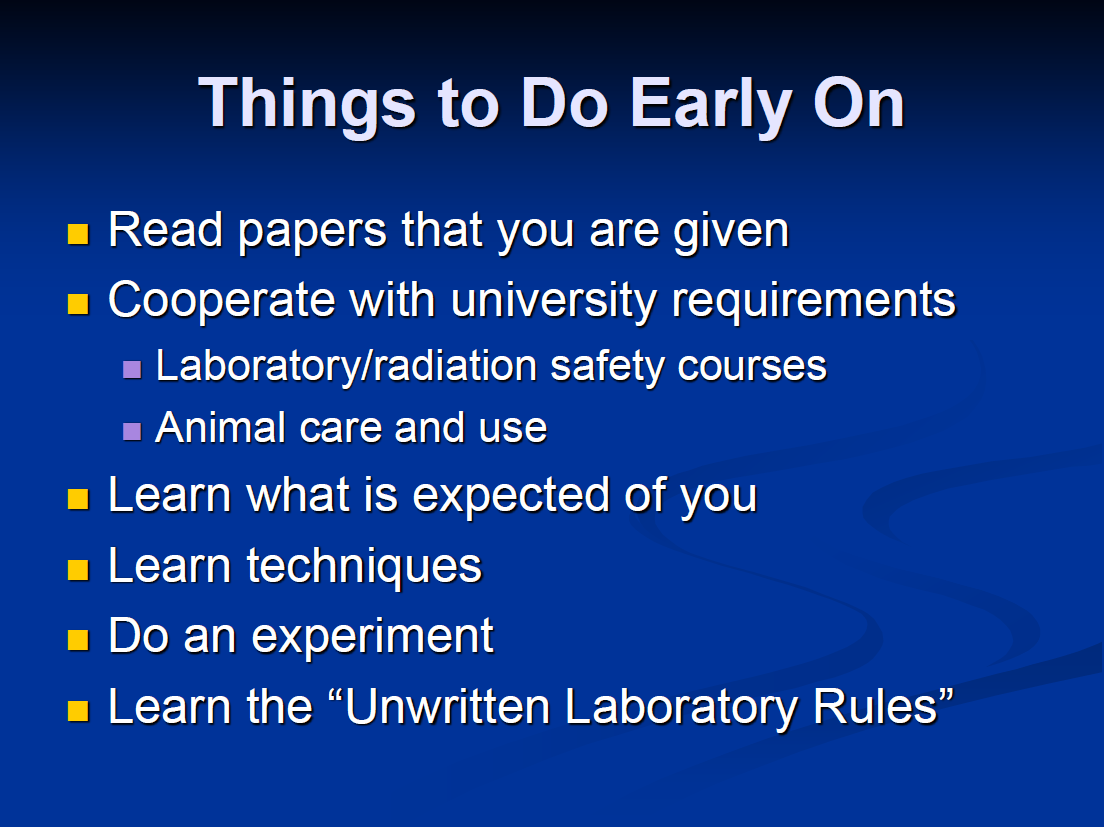 Things to Do Early On
Read papers that you are given
Cooperate with university requirements
Laboratory/radiation safety courses
Animal care and use
Learn what is expected of you
Learn techniques
Do an experiment
Learn the “Unwritten Laboratory Rules”